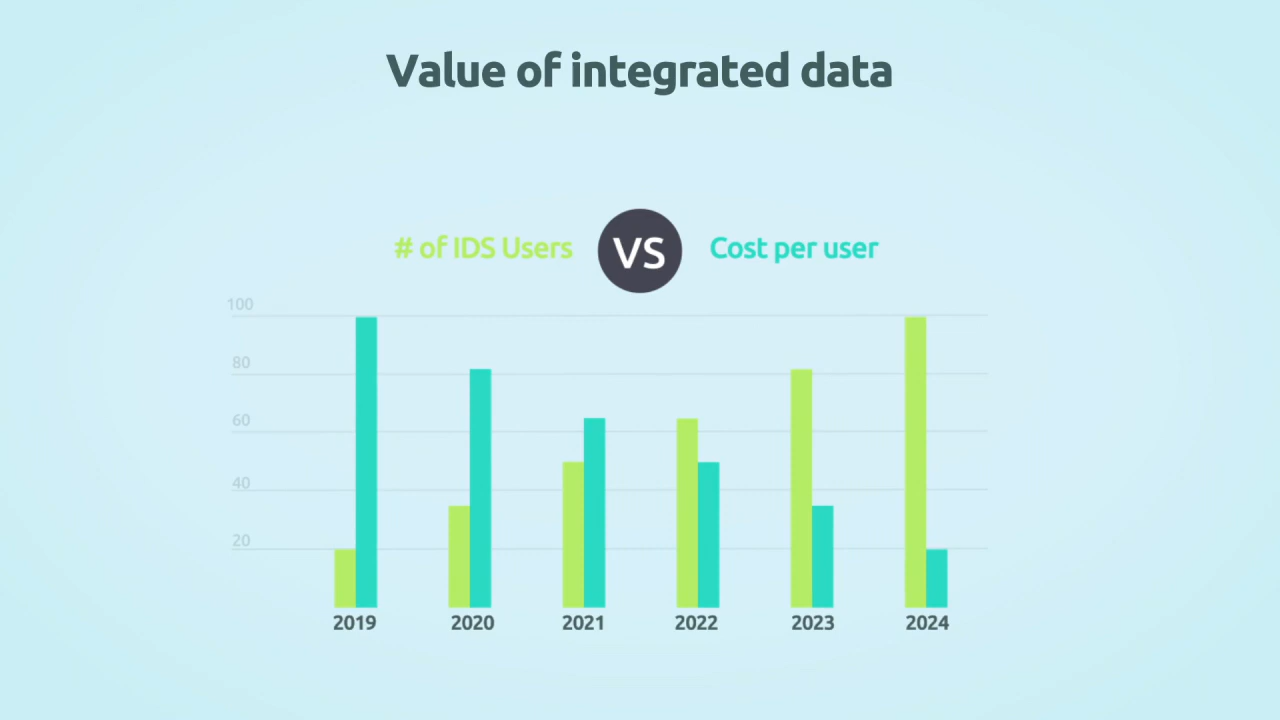 Value of integrated data
# of IDS Users VS Cost per user
100
80
60
40
20
2019 2020 2021 2022 2023 2024